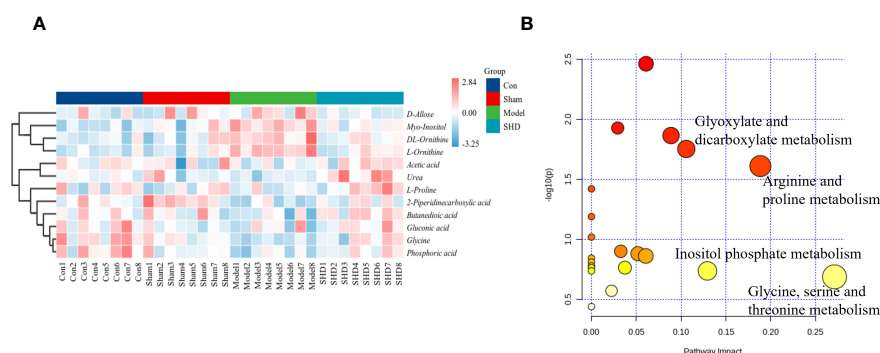 A
B
2.84
0.00
-3.25
Group
Con
Sham
Model
SHD
D-Allose
Myo-Inositol
DL-Ornithine
L-Ornithine
Acetic acid
Urea
L-Proline
2-Piperidinecarboxylic acid
Butanedioic acid
Gluconic acid
Glycine
Phosphoric acid
Con1
Con2
Con3
Con4
Con5
Con6
Con7
Con8
Sham1
Sham2
Sham3
Sham4
Sham5
Sham6
Sham7
Sham8
Model1
Model2
Model3
Model4
Model5
Model6
Model7
Model8
SHD1
SHD2
SHD3
SHD4
SHD5
SHD6
SHD7
SHD8
2.5
2.0
1.5
1.0
0.5
-log10(p)
Glyoxylate and
dicarboxylate metabolism
Arginine and
proline metabolism
Inositol phosphate metabolism
Glycine, serine and
threonine metabolism
0.00
0.05
0.10
0.15
0.20
0.25
Pathway Impact